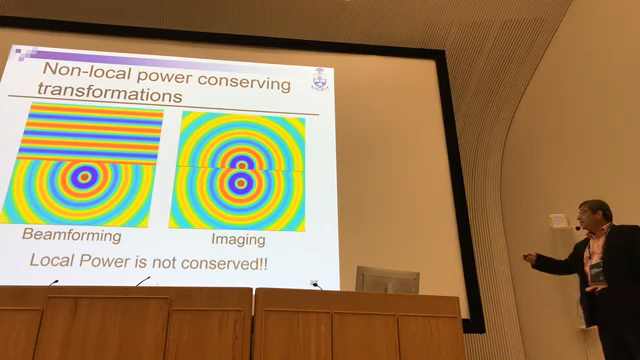 Non-local power conserving
transformations
Beamforming
Imaging
Local Power is not conserved!!